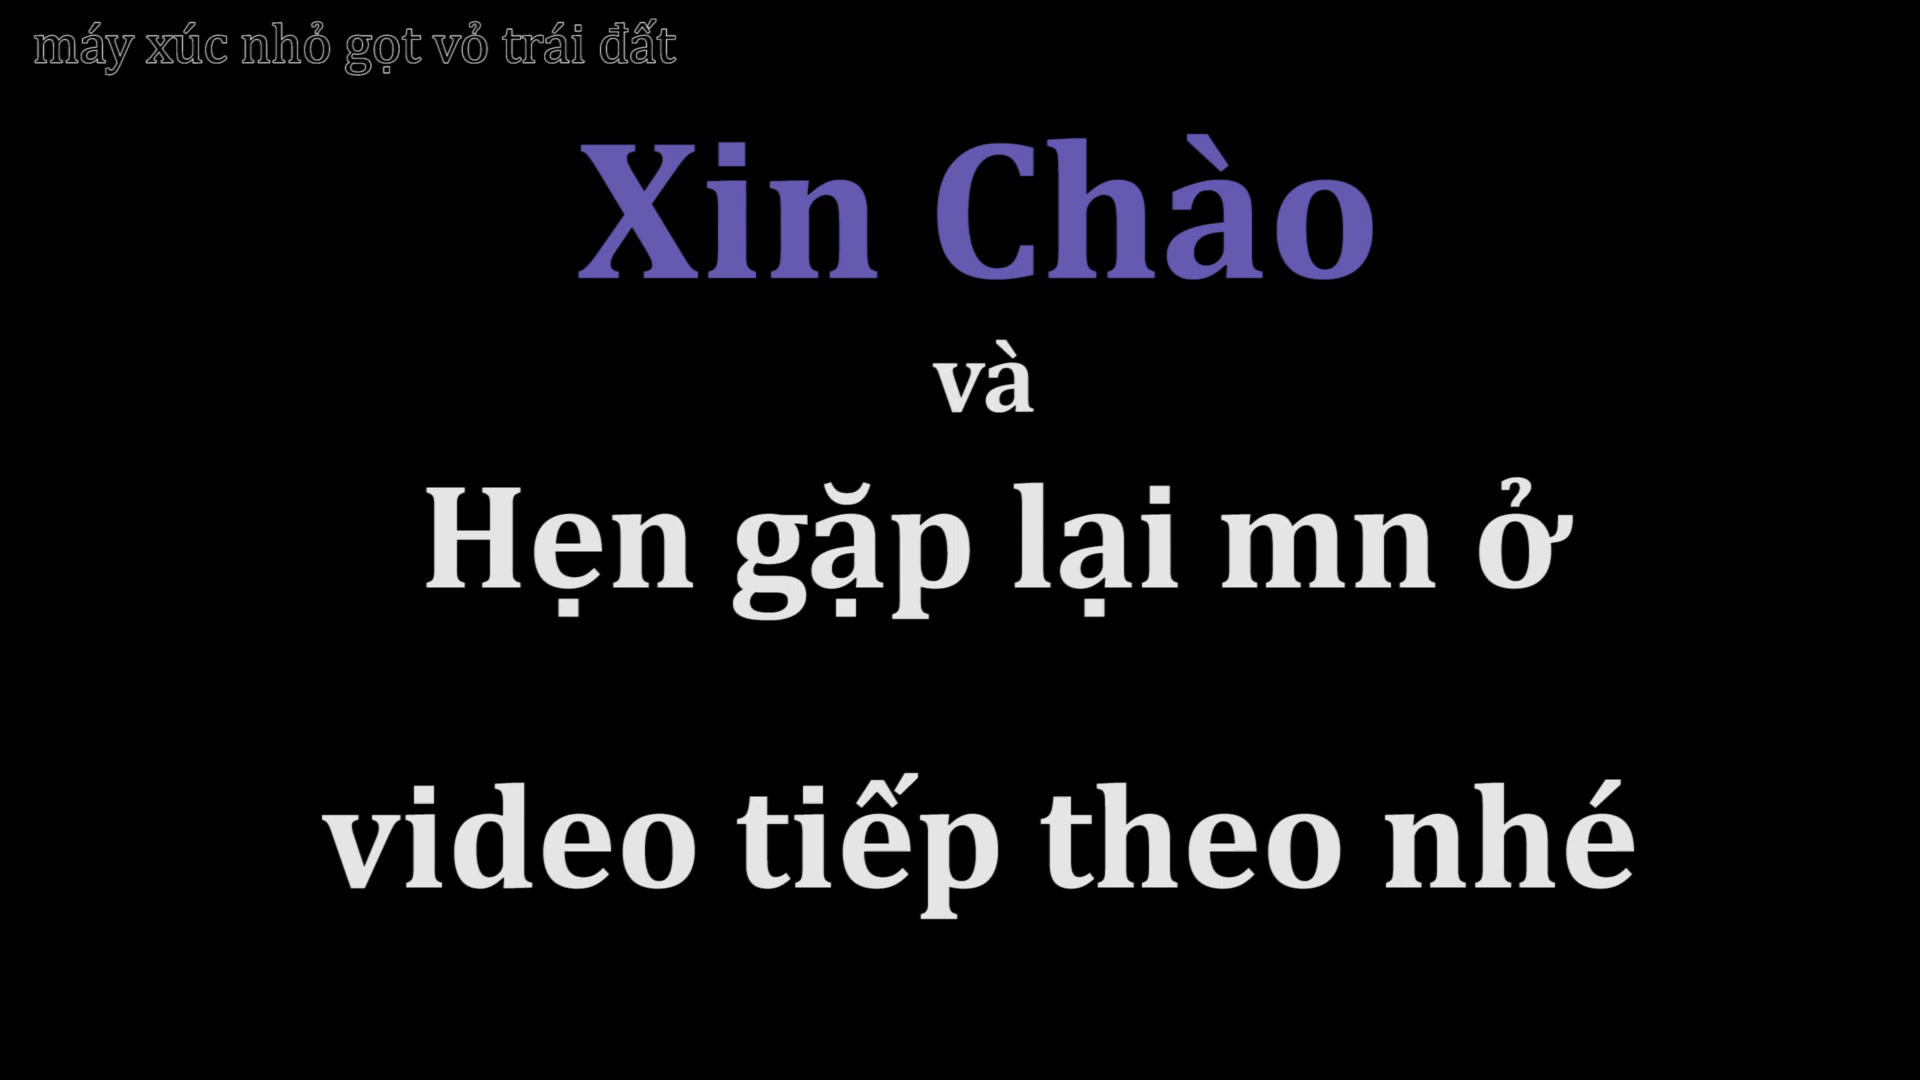 máy xúc nhỏ gọt vỏ trái đất
Xin Chào
và
Hẹn gặp lại mn ở
video tiếp theo nhé